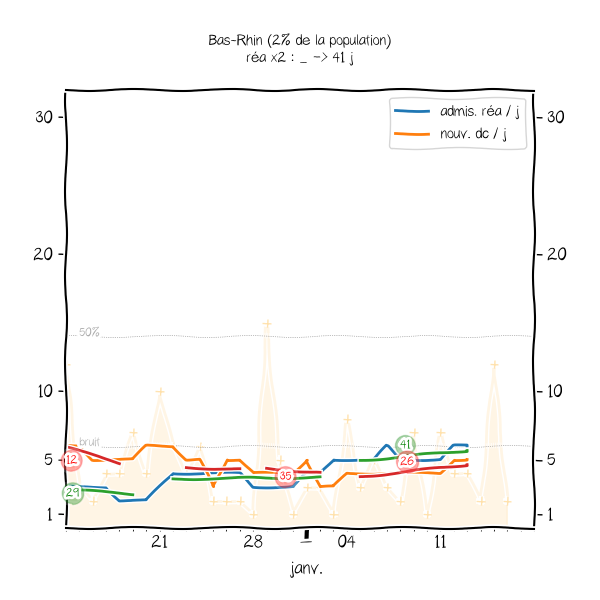 Bas-Rhin (2% de la population)
réa x2 : _ -> 41 j
admis. réa / j
nouv. dc / j
30 30
20 20
50%
10 10
bruit
41
5 12 26 5
35
29
1 1
21 28 04 11
janv.